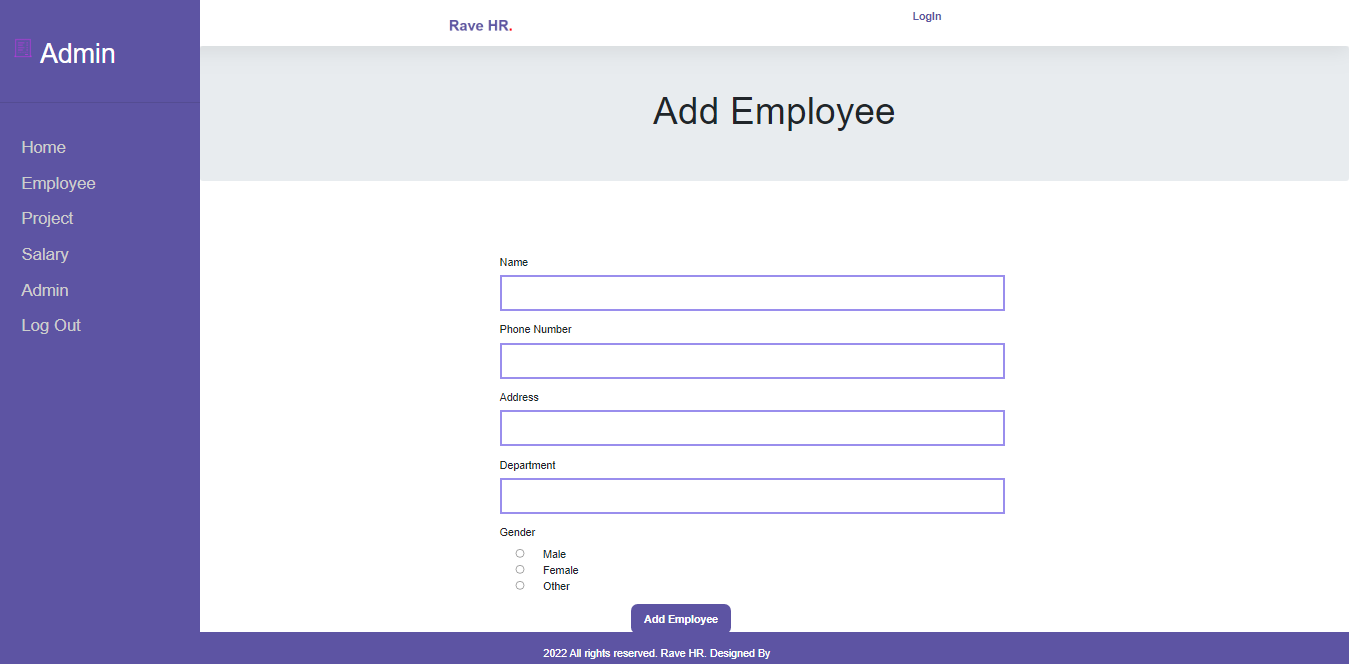 Admin
Home
Employee
Project
Salary
Admin
Log Out
Rave HR.
LogIn
Add Employee
Name
Phone Number
Address
Department
Gender
Male
Female
Other
Add Employee
2022 All rights reserved. Rave HR. Designed By